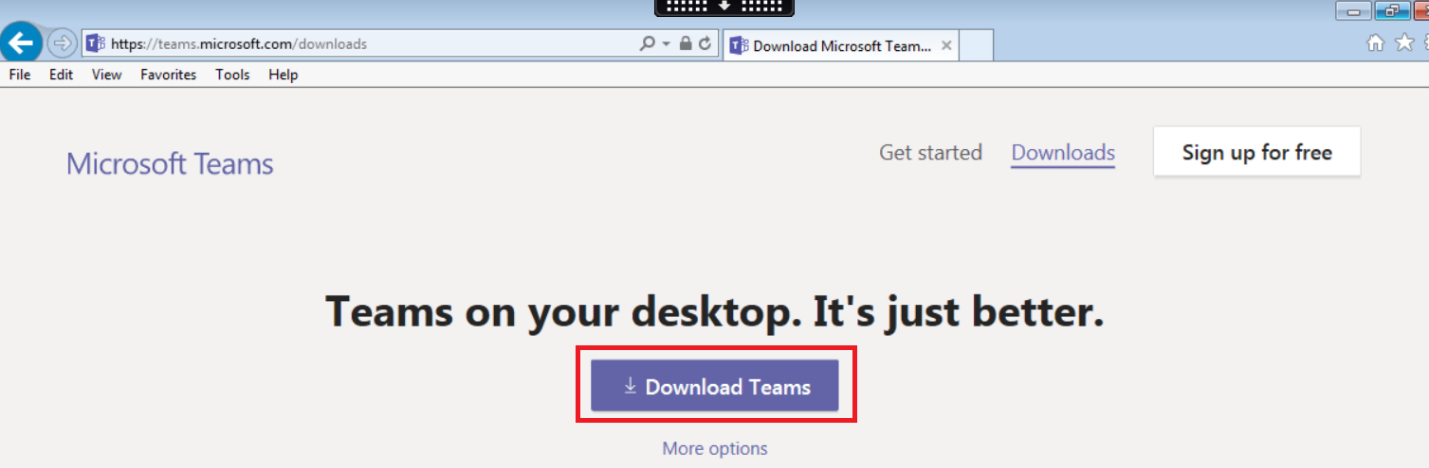 https://teams.microsoft.com/downloads
Download Microsoft Team...
File Edit View Favorites Tools Help
Microsoft Teams
Get started Downloads Sign up for free
Teams on your desktop. It's just better.
Download Teams
More options